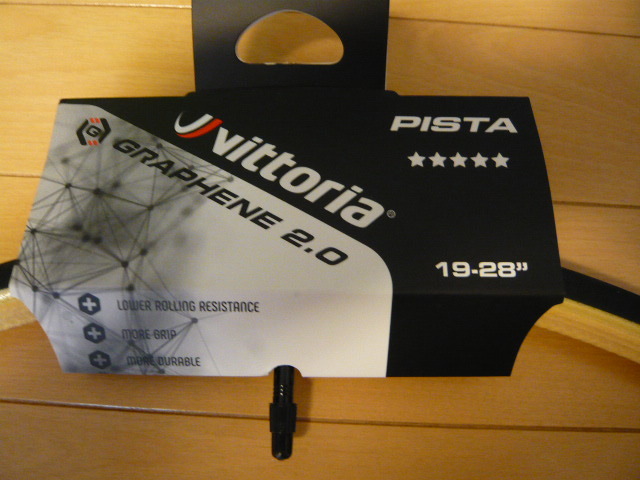 vittoria®
PISTA
G GRAPHENE 2.0
19-28”
LOWER ROLLING RESISTANCE
MORE GRIP
MORE DURABLE